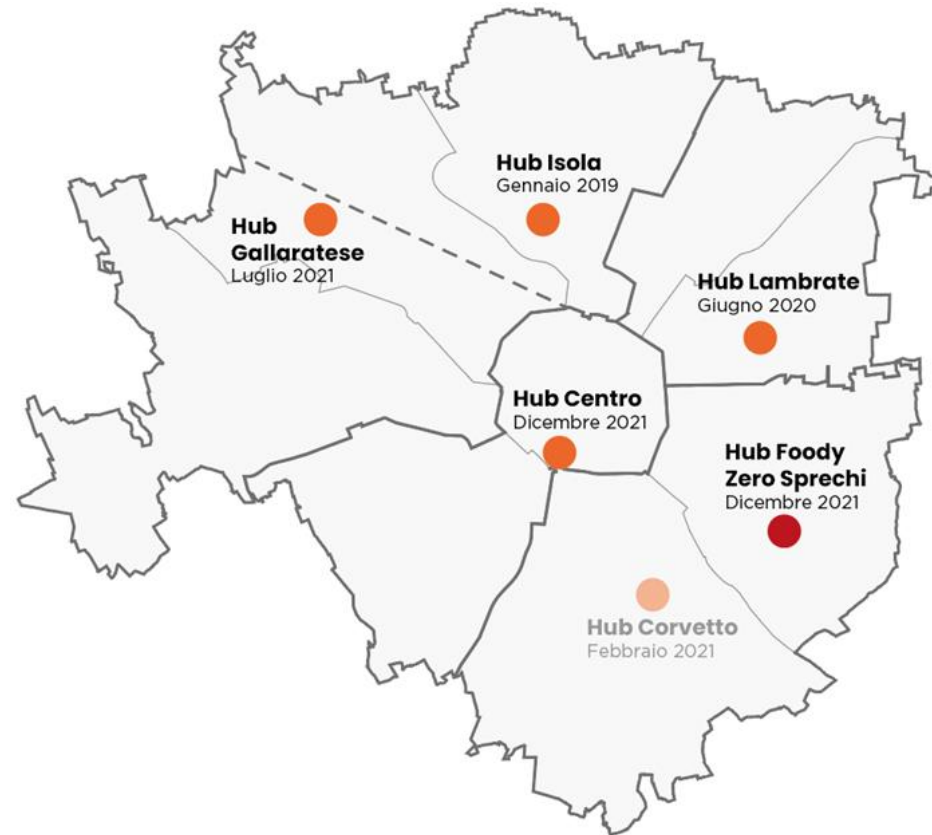 Hub Isola
Gennaio 2019
Hub
Gallaratese
Luglio 2021
Hub Lambrate
Giugno 2020
Hub Centro
Dicembre 2021
Hub Foody
Zero Sprechi
Dicembre 2021
Hub Corvetto
Febbraio 2021